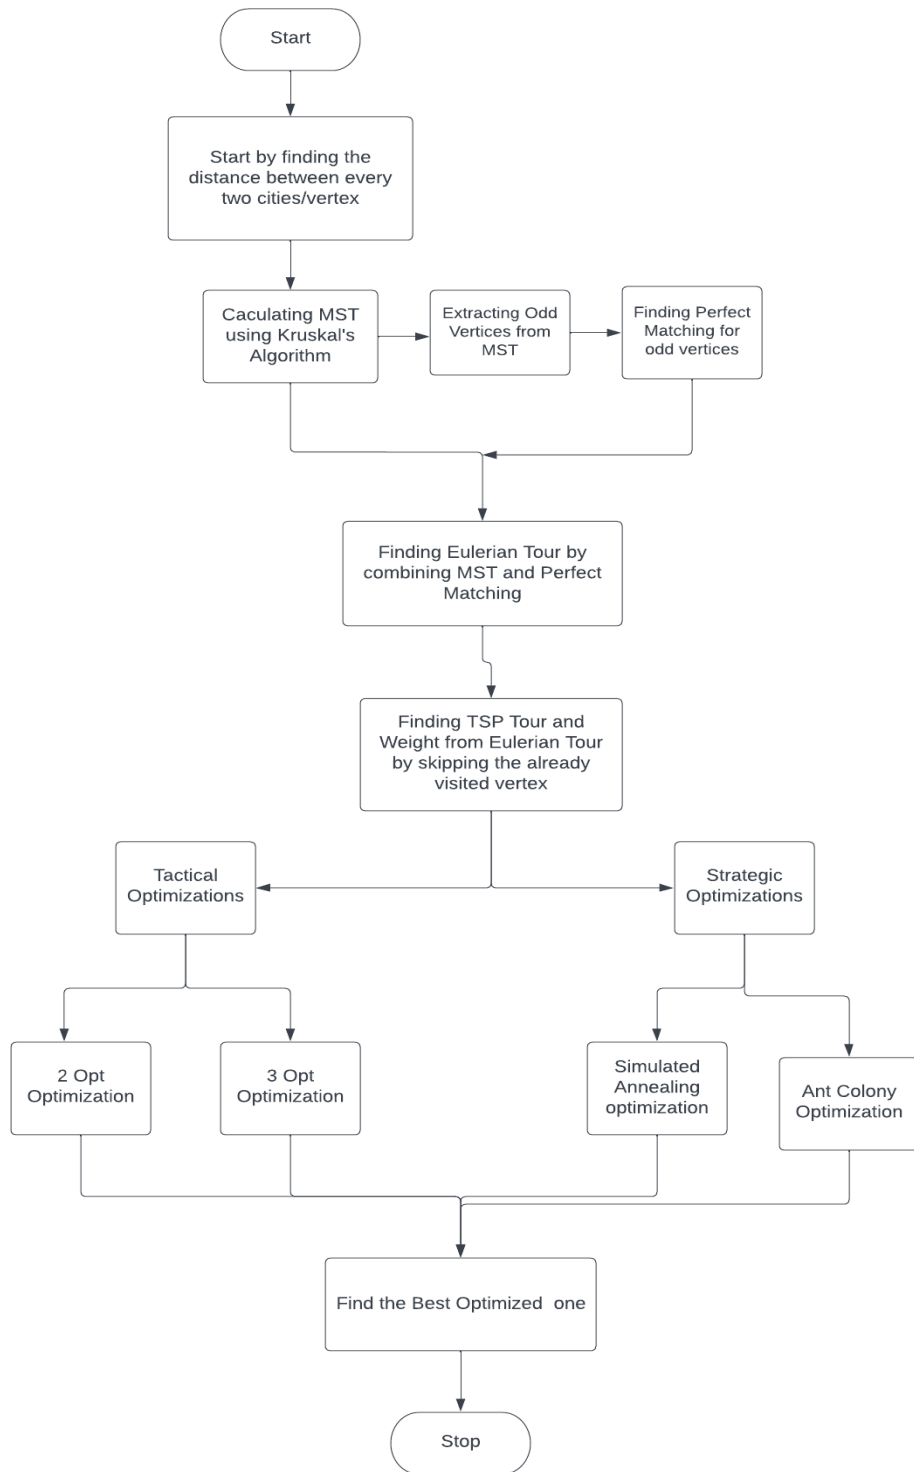 Start
Start by finding the
distance between every
two cities/vertex
Caculating MST
using Kruskal's
Algorithm
Extracting Odd
Vertices from
MST
Finding Perfect
Matching for
odd vertices
Finding Eulerian Tour by
combining MST and Perfect
Matching
Finding TSP Tour and
Weight from Eulerian Tour
by skipping the already
visited vertex
Tactical
Optimizations
Strategic
Optimizations
2 Opt
Optimization
3 Opt
Optimization
Simulated
Annealing
optimization
Ant Colony
Optimization
Find the Best Optimized  one
Stop